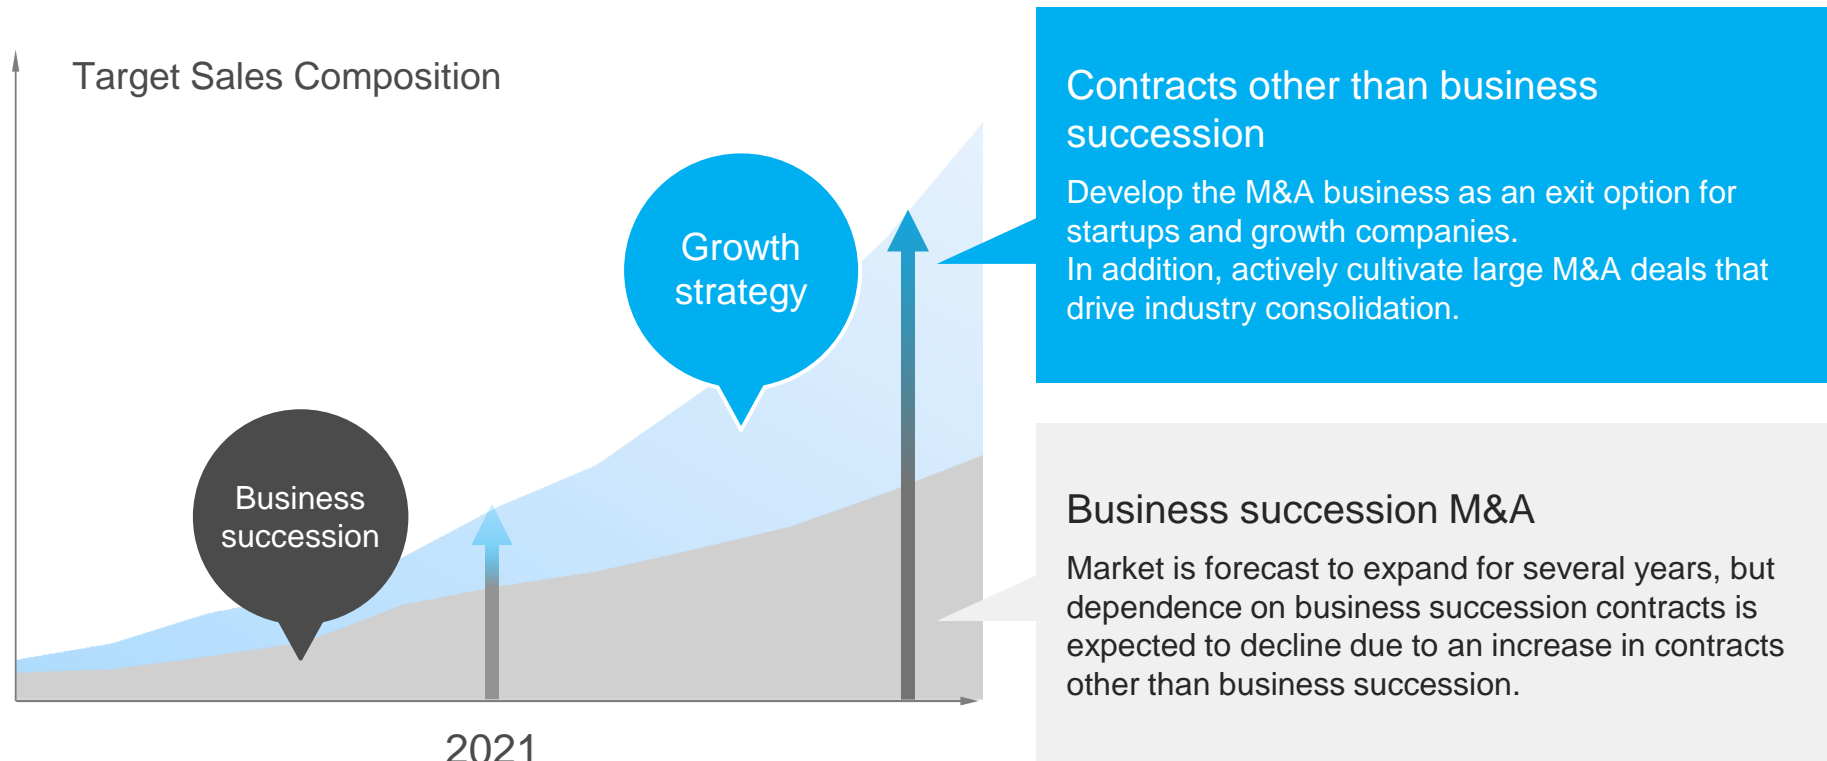 Target Sales Composition
Growth
strategy
Business
succession
2021
Contracts other than business
succession
Develop the M&A business as an exit option for
startups and growth companies.
In addition, actively cultivate large M&A deals that
drive industry consolidation.
Business succession M&A
Market is forecast to expand for several years, but
dependence on business succession contracts is
expected to decline due to an increase in contracts
other than business succession.